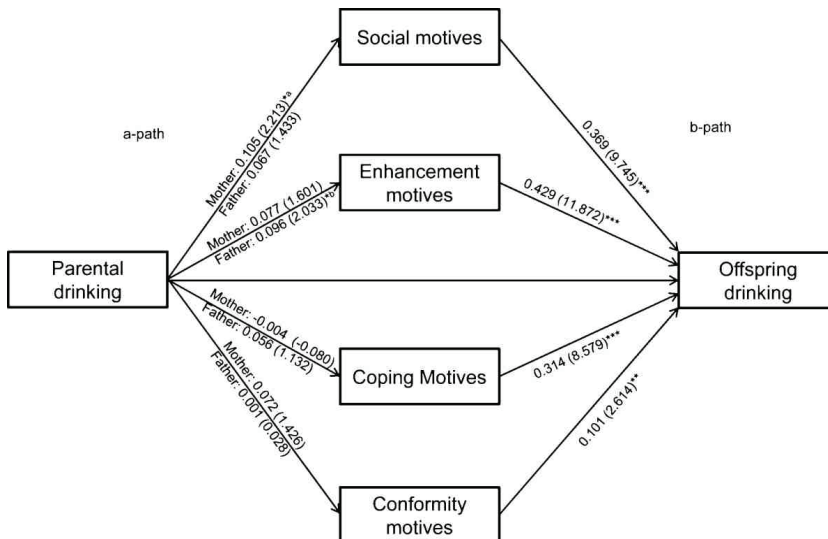 Social motives
a-path
b-path
Mother: 0.105 (2.213)*a
Father: 0.067 (1.433)
0.369 (9.745)***
Enhancement
motives
Mother: 0.077 (1.601)
Father: 0.096 (2.033)*b
0.429 (11.872)***
Parental
drinking
Offspring
drinking
Mother: -0.004 (-0.080)
Father: 0.056 (1.132)
Coping Motives
0.314 (8.579)***
Mother: 0.072 (1.426)
Father: 0.001 (0.028)
0.101 (2.614)**
Conformity
motives